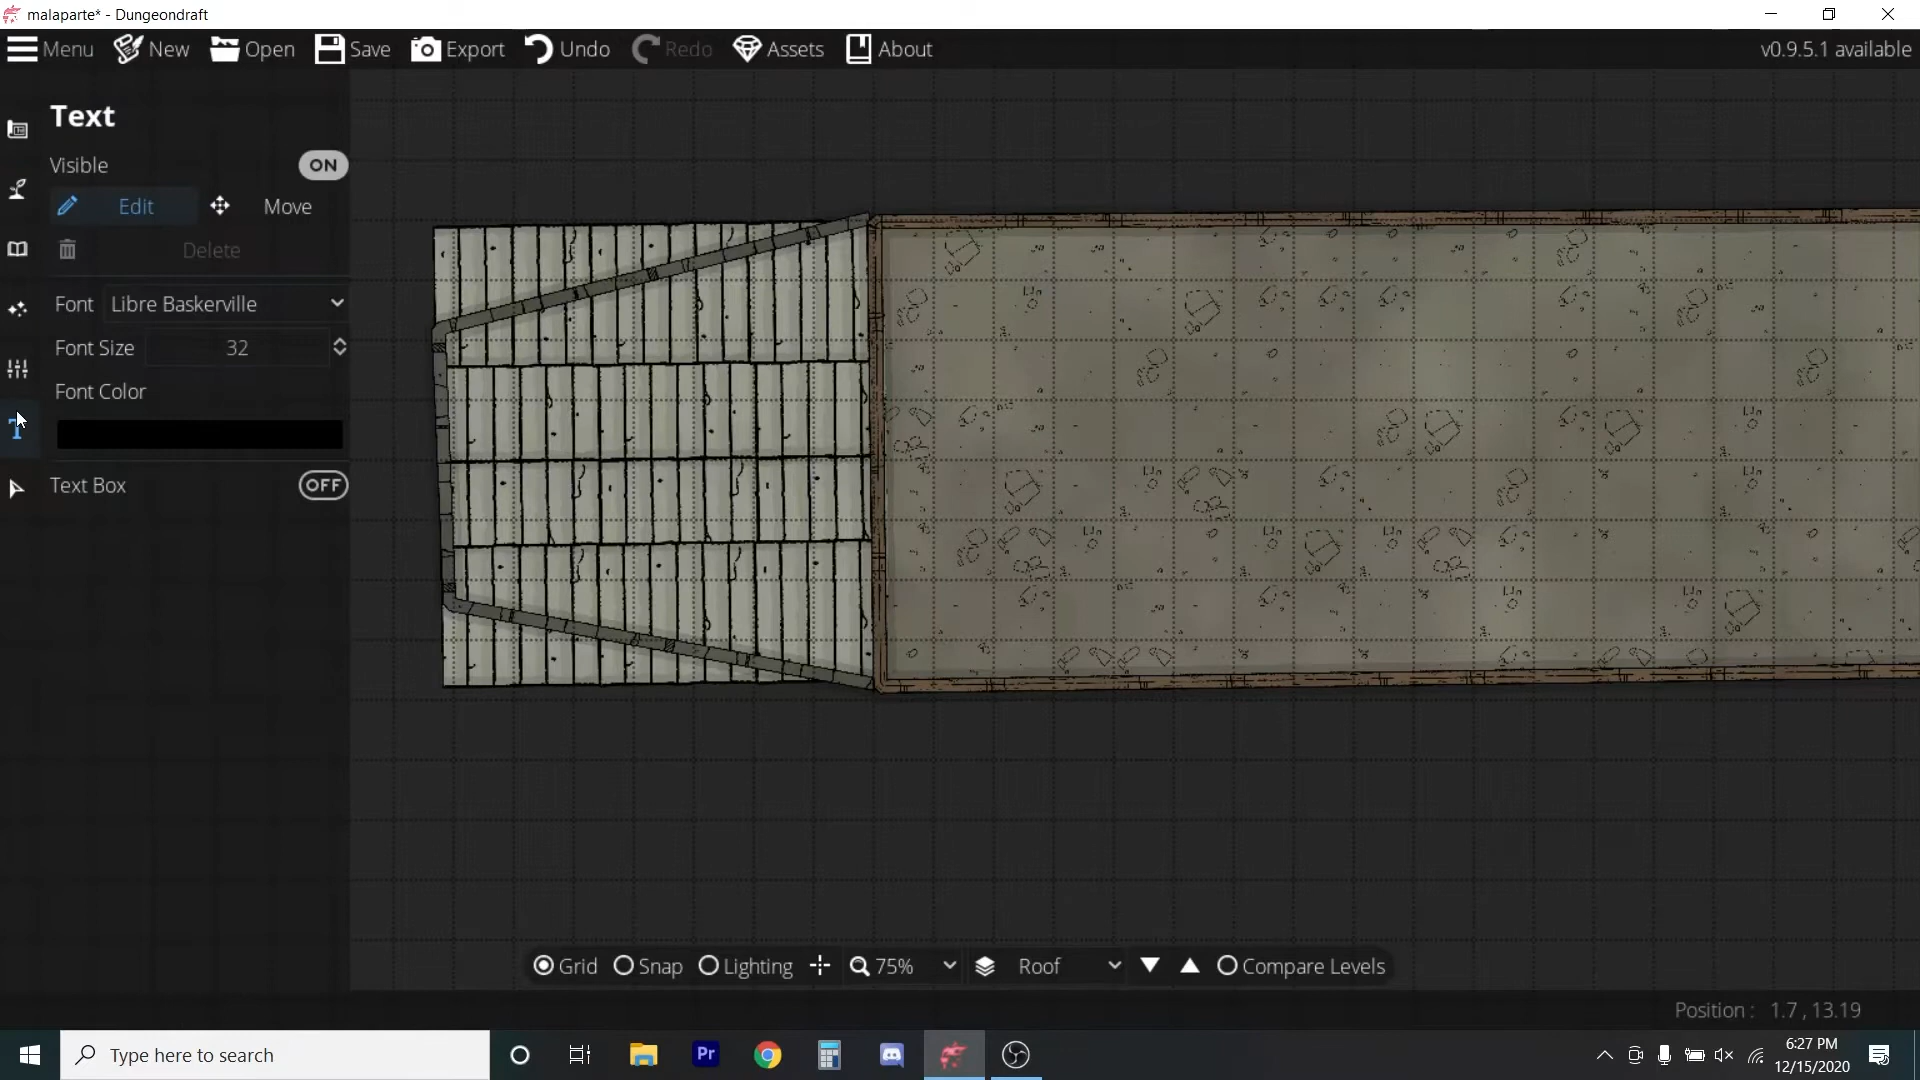 malaparte* - Dungeondraft
Menu New Open Save Export Undo Redo Assets About v0.9.5.1 available
Text
Visible ON
Edit Move
Delete
Font Libre Baskerville
Font Size 32
Font Color
Text Box OFF
Grid Snap Lighting 75% Roof Compare Levels
Position : 1.7 , 13.19
Type here to search
Pr
6:27 PM
12/15/2020